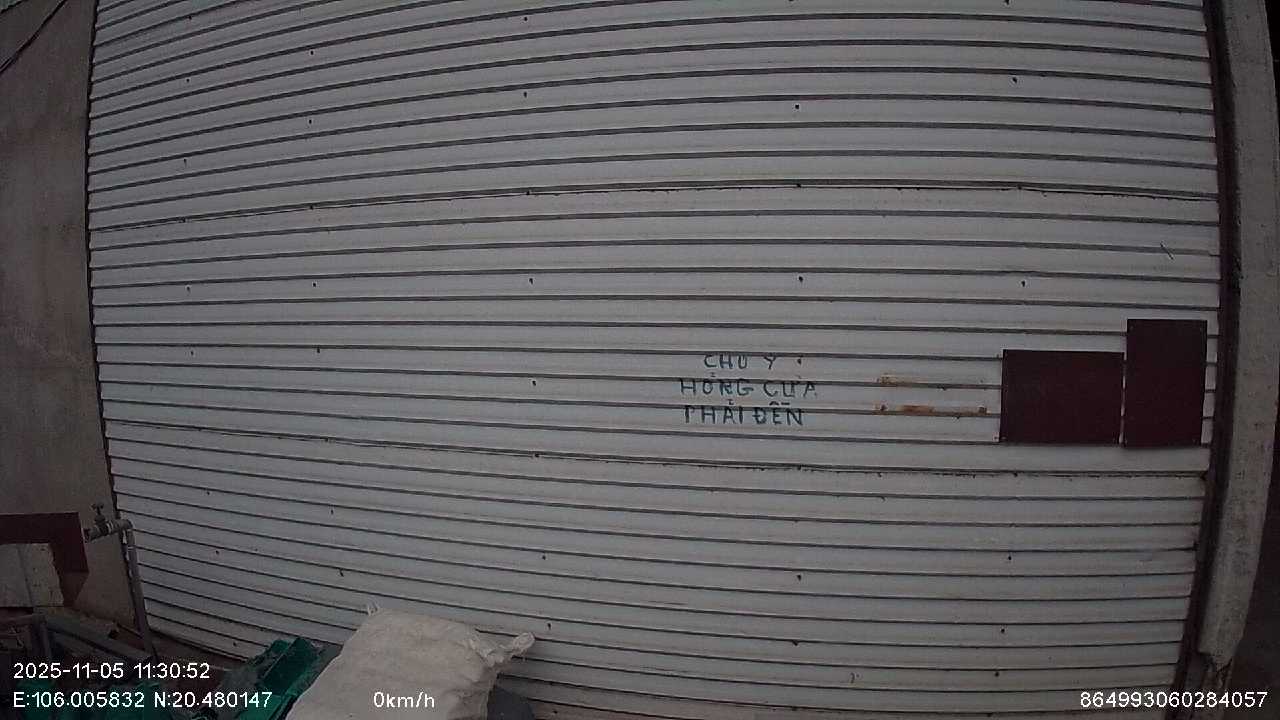 CHÚ Ý :
HỎNG CỬA
PHẢI ĐỀN
2025-11-05 11:30:52
E:106.005832 N:20.480147 0km/h 864993060284057